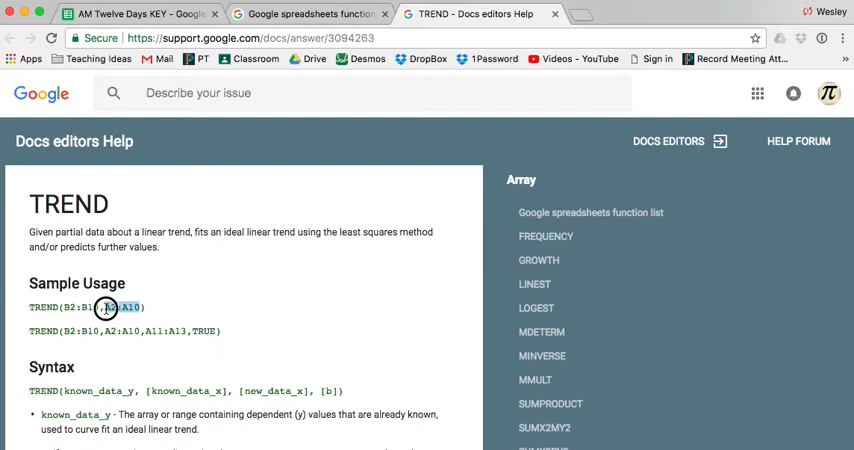 AM Twelve Days KEY - Google
Google spreadsheets function
TREND - Docs editors Help
Wesley
Secure
https://support.google.com/docs/answer/3094263
Apps
Teaching Ideas
Mail
PT
Classroom
Drive
Desmos
DropBox
1Password
Videos - YouTube
Sign in
Record Meeting Att...
»
Google
Describe your issue
Docs editors Help
DOCS EDITORS
HELP FORUM
TREND
Given partial data about a linear trend, fits an ideal linear trend using the least squares method
and/or predicts further values.
Sample Usage
TREND(B2:B10,A2:A10)
TREND(B2:B10,A2:A10,A11:A13,TRUE)
Syntax
TREND(known_data_y, [known_data_x], [new_data_x], [b])
• known_data_y - The array or range containing dependent (y) values that are already known,
used to curve fit an ideal linear trend.
Array
Google spreadsheets function list
FREQUENCY
GROWTH
LINEST
LOGEST
MDETERM
MINVERSE
MMULT
SUMPRODUCT
SUMX2MY2